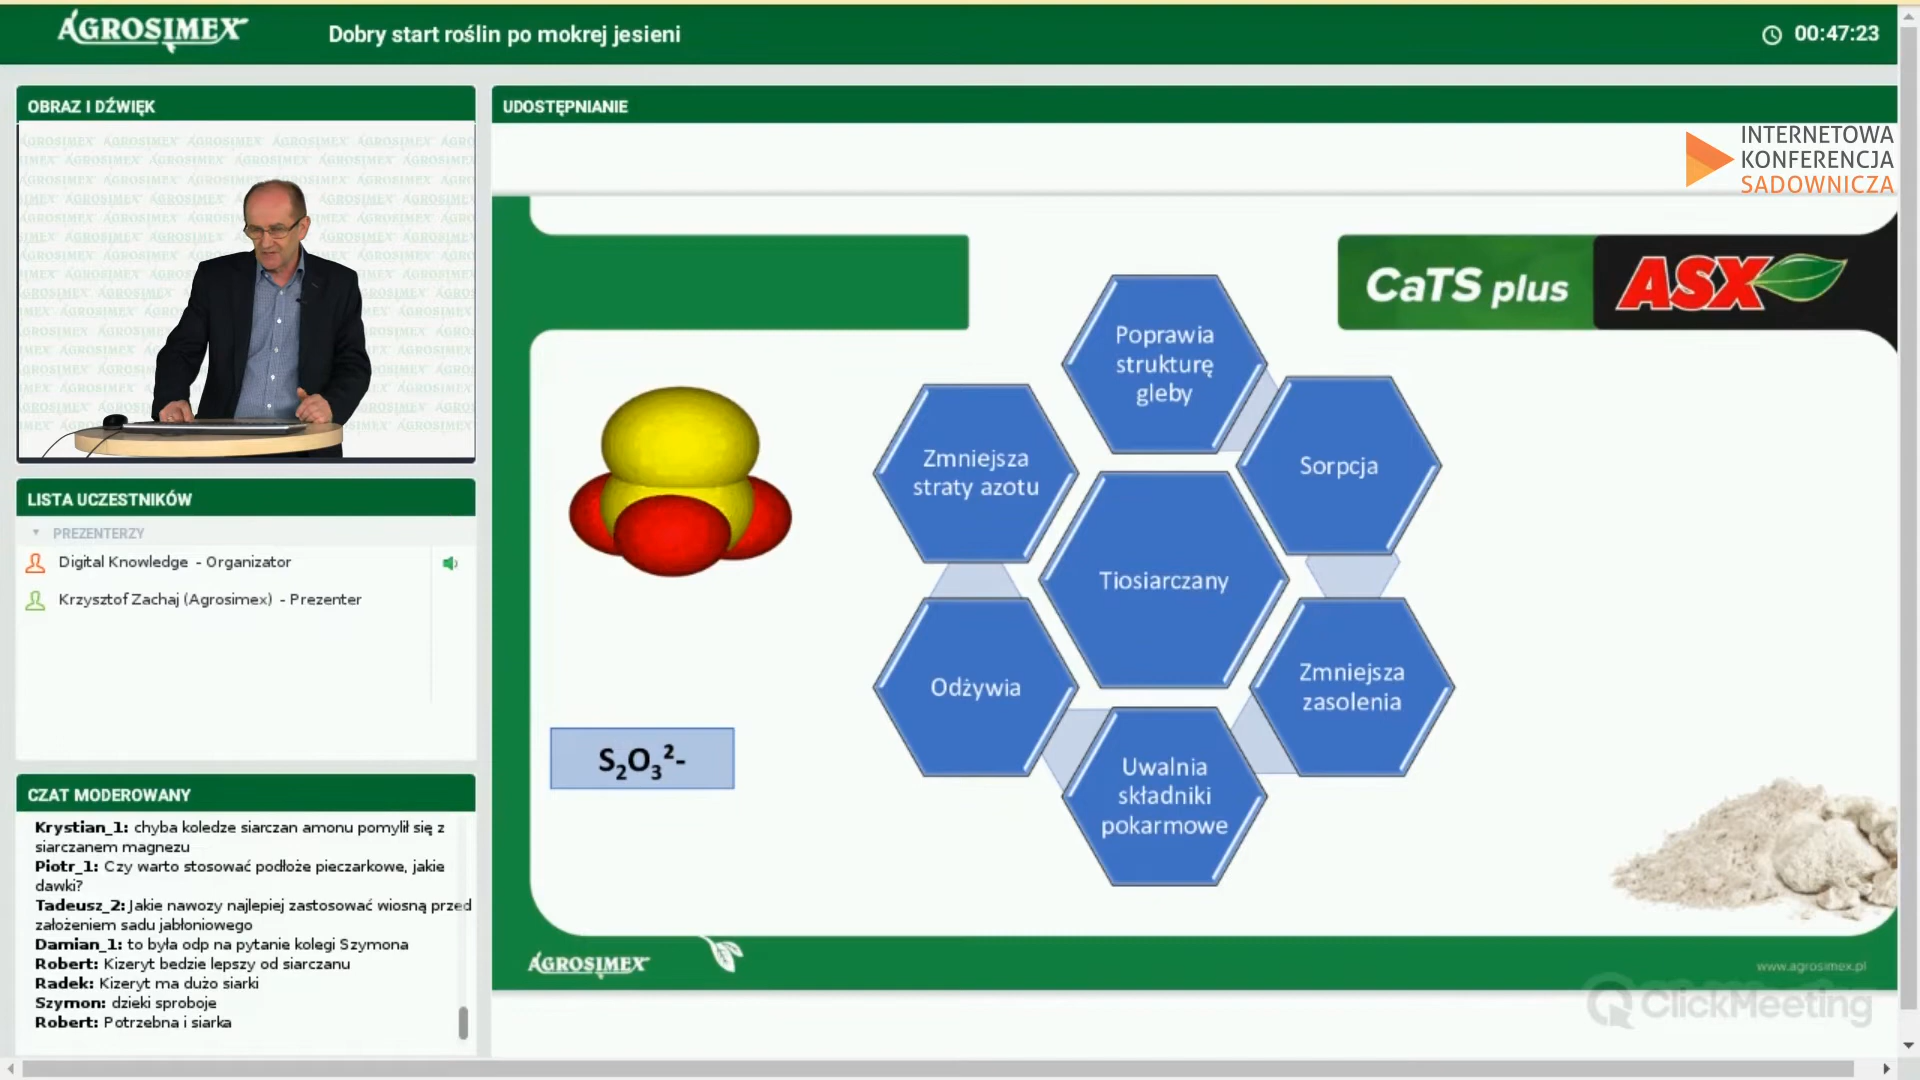 AGROSIMEX
Dobry start roślin po mokrej jesieni
00:47:23
OBRAZ I DŹWIĘK
LISTA UCZESTNIKÓW
PREZENTERZY
Digital Knowledge - Organizator
Krzysztof Zachaj (Agrosimex) - Prezenter
CZAT MODEROWANY
Krystian_1: chyba koledze siarczan amonu pomylił się z
siarczanem magnezu
Piotr_1: Czy warto stosować podłoże pieczarkowe, jakie
dawki?
Tadeusz_2: Jakie nawozy najlepiej zastosować wiosną przed
założeniem sadu jabłoniowego
Damian_1: to była odp na pytanie kolegi Szymona
Robert: Kizeryt bedzie lepszy od siarczanu
Radek: Kizeryt ma dużo siarki
Szymon: dzieki sproboje
Robert: Potrzebna i siarka
UDOSTĘPNIANIE
INTERNETOWA
KONFERENCJA
SADOWNICZA
CaTS plus
ASX
Poprawia
strukturę
gleby
Sorpcja
Zmniejsza
straty azotu
Tiosiarczany
Odżywia
Zmniejsza
zasolenia
Uwalnia
składniki
pokarmowe
S₂O₃²-
AGROSIMEX
www.agrosimex.pl
ClickMeeting